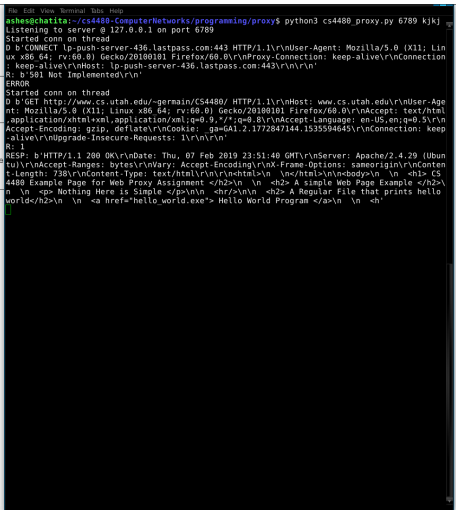 File Edit View Terminal Tabs Help
ashes@chatita:~/cs4480-ComputerNetworks/programming/proxy$ python3 cs4480_proxy.py 6789 kjkj
Listening to server @ 127.0.0.1 on port 6789
Started conn on thread
D b'CONNECT lp-push-server-436.lastpass.com:443 HTTP/1.1\r\nUser-Agent: Mozilla/5.0 (X11; Lin
ux x86_64; rv:60.0) Gecko/20100101 Firefox/60.0\r\nProxy-Connection: keep-alive\r\nConnection
: keep-alive\r\nHost: lp-push-server-436.lastpass.com:443\r\n\r\n'
R: b'501 Not Implemented\r\n'
ERROR
Started conn on thread
D b'GET http://www.cs.utah.edu/~germain/CS4480/ HTTP/1.1\r\nHost: www.cs.utah.edu\r\nUser-Age
nt: Mozilla/5.0 (X11; Linux x86_64; rv:60.0) Gecko/20100101 Firefox/60.0\r\nAccept: text/html
,application/xhtml+xml,application/xml;q=0.9,*/*;q=0.8\r\nAccept-Language: en-US,en;q=0.5\r\n
Accept-Encoding: gzip, deflate\r\nCookie: _ga=GA1.2.1772847144.1535594645\r\nConnection: keep
-alive\r\nUpgrade-Insecure-Requests: 1\r\n\r\n'
R: 1
RESP: b'HTTP/1.1 200 OK\r\nDate: Thu, 07 Feb 2019 23:51:40 GMT\r\nServer: Apache/2.4.29 (Ubun
tu)\r\nAccept-Ranges: bytes\r\nVary: Accept-Encoding\r\nX-Frame-Options: sameorigin\r\nConten
t-Length: 738\r\nContent-Type: text/html\r\n\r\n<html>\n  \n</html>\n\n<body>\n  \n  <h1> CS
4480 Example Page for Web Proxy Assignment </h2>\n  \n  <h2> A simple Web Page Example </h2>\
n  \n  <p> Nothing Here is Simple </p>\n\n  <hr/>\n\n  <h2> A Regular File that prints hello
world</h2>\n  \n  <a href="hello_world.exe"> Hello World Program </a>\n  \n  <h'